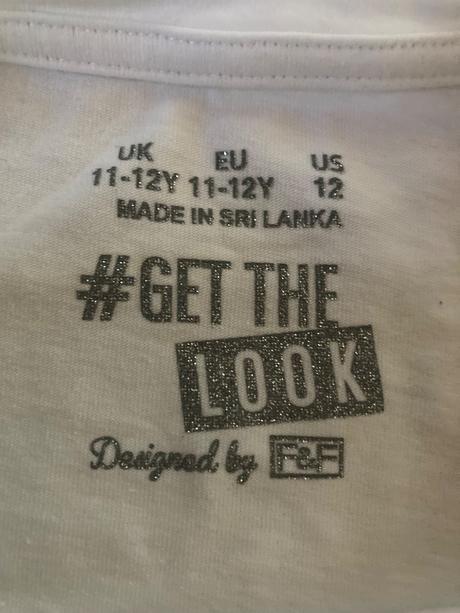 UK EU US
11-12Y 11-12Y 12
MADE IN SRI LANKA
#GET THE
LOOK
Designed by F&F